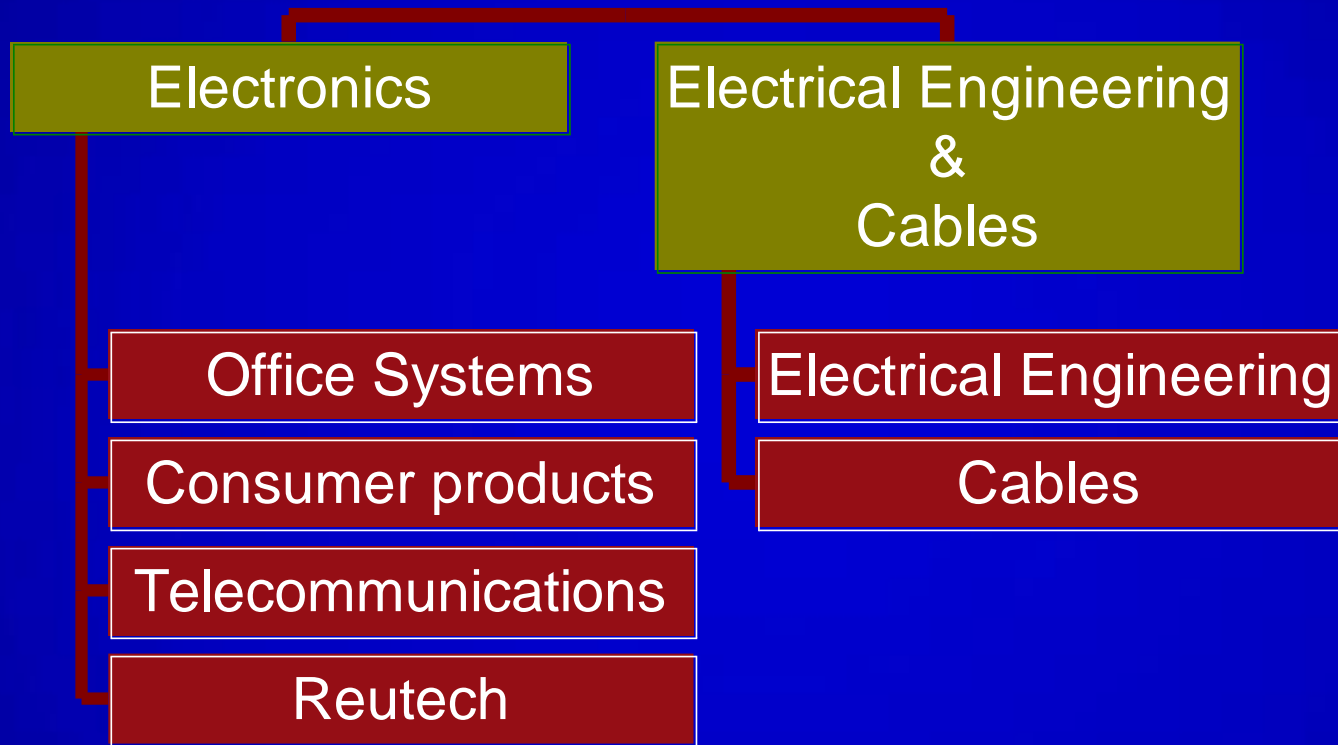 Electronics
Electrical Engineering
&
Cables
Office Systems
Consumer products
Telecommunications
Reutech
Electrical Engineering
Cables